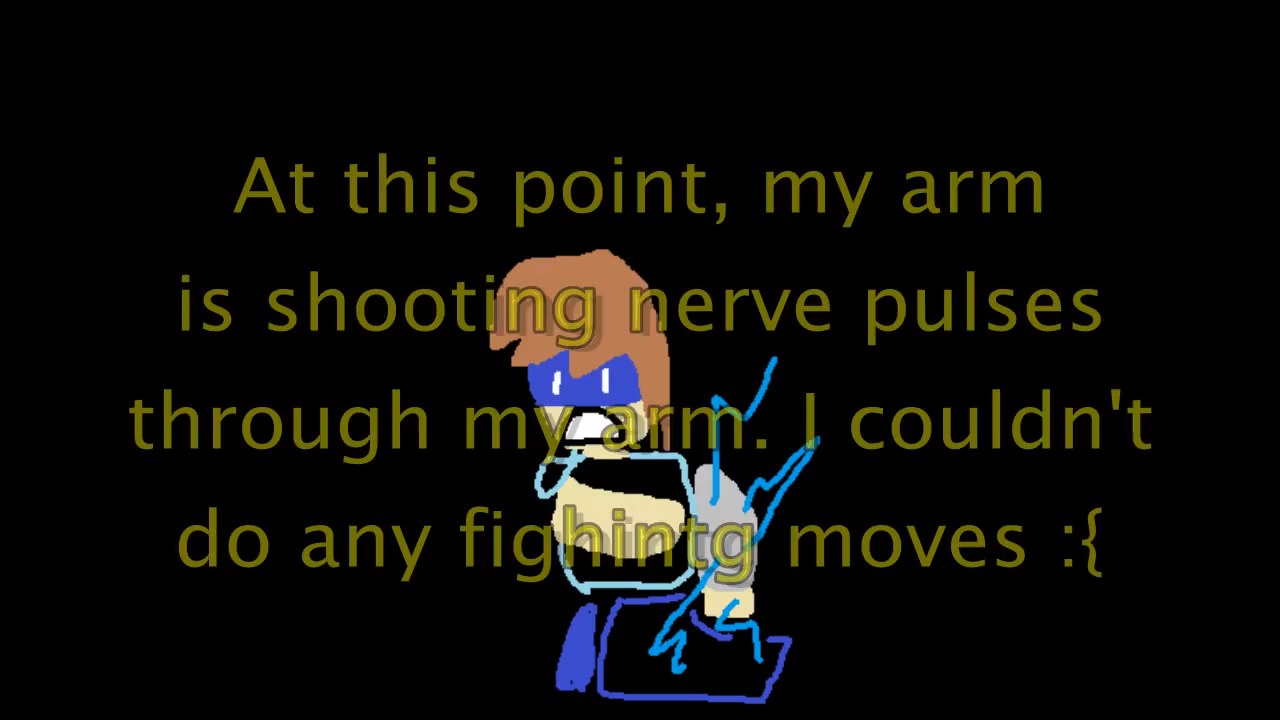 At this point, my arm
is shooting nerve pulses
through my arm. I couldn't
do any fighintg moves :{